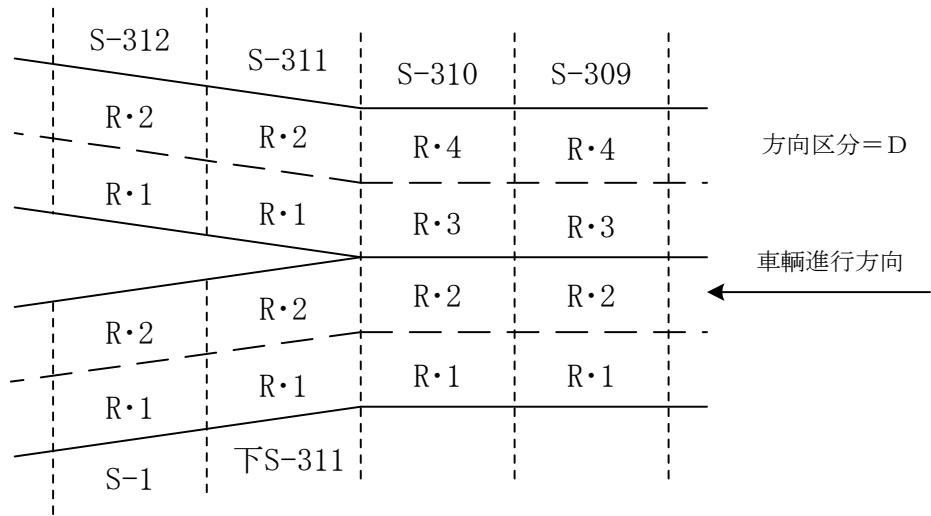 S-312
S-311
S-310
S-309
R・2
R・2
R・4
R・4
方向区分＝D
R・1
R・1
R・3
R・3
車輌進行方向
R・2
R・2
R・2
R・2
R・1
R・1
R・1
R・1
下S-311
S-1